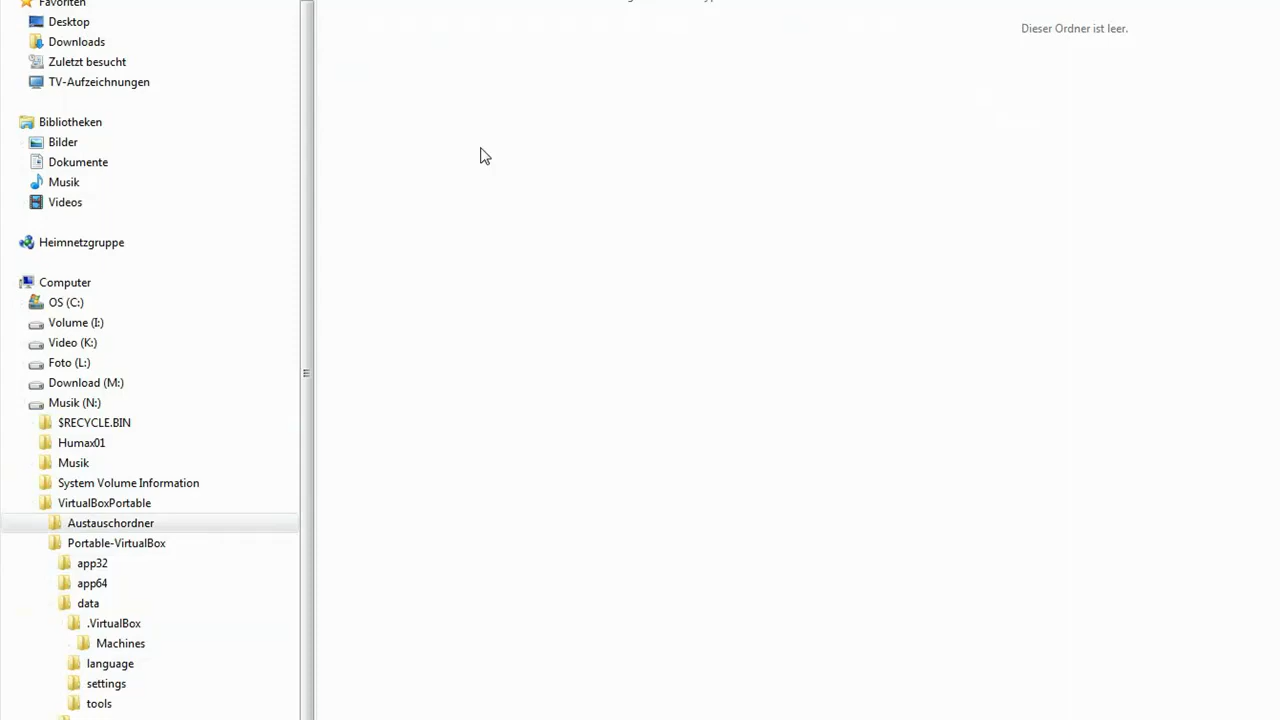 Favoriten
Desktop
Downloads
Zuletzt besucht
TV-Aufzeichnungen
Bibliotheken
Bilder
Dokumente
Musik
Videos
Heimnetzgruppe
Computer
OS (C:)
Volume (I:)
Video (K:)
Foto (L:)
Download (M:)
Musik (N:)
$RECYCLE.BIN
Humax01
Musik
System Volume Information
VirtualBoxPortable
Austauschordner
Portable-VirtualBox
app32
app64
data
.VirtualBox
Machines
language
settings
tools
Dieser Ordner ist leer.